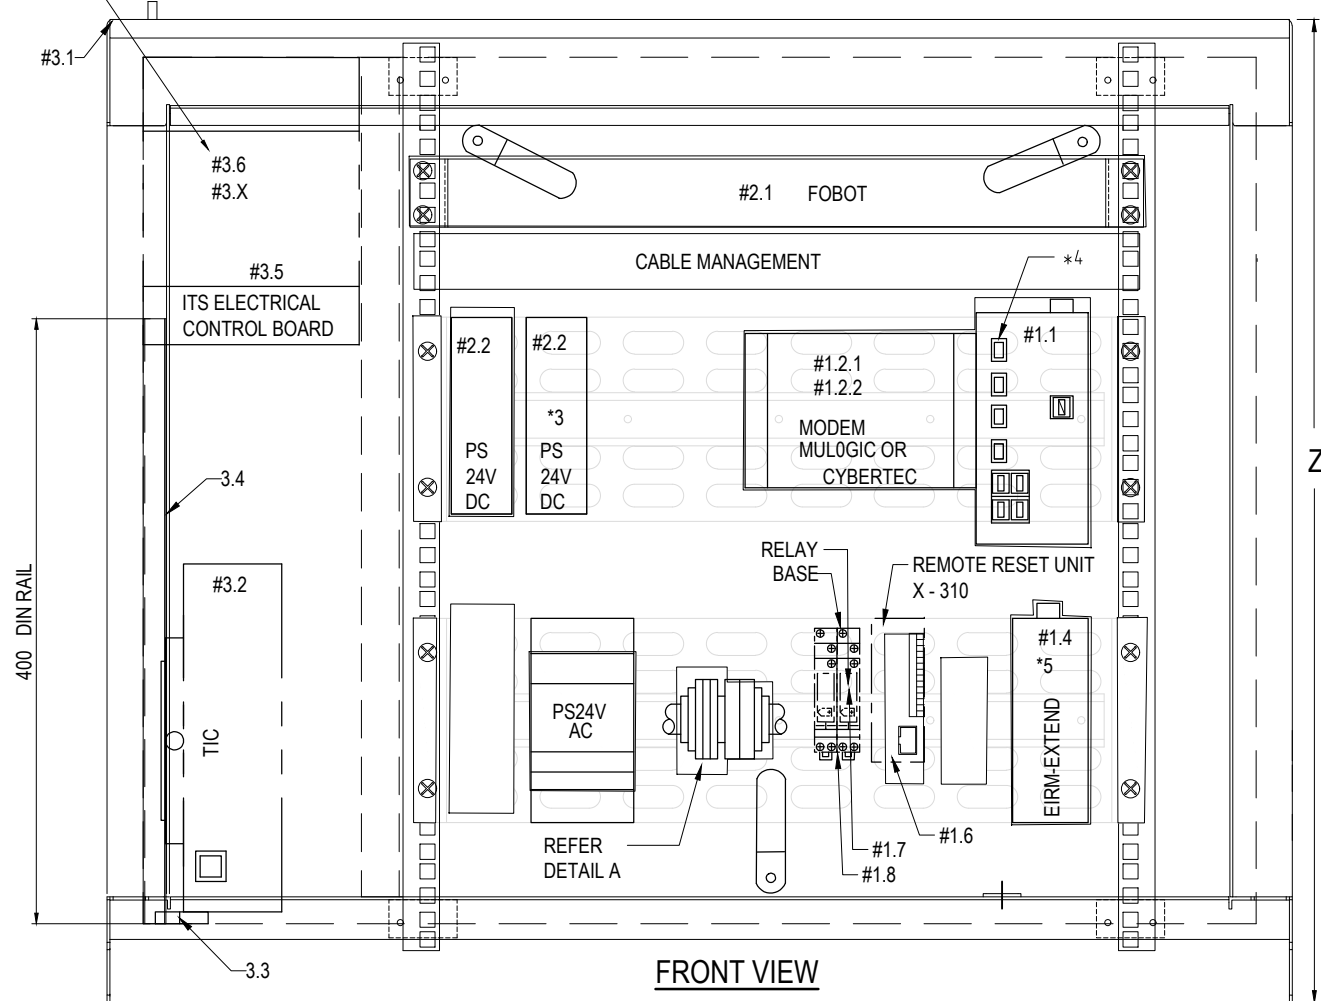 #3.1
#3.6
#3.X
#2.1 FOBOT
CABLE MANAGEMENT
*4
#3.5
ITS ELECTRICAL
CONTROL BOARD
#2.2
PS
24V
DC
#2.2
*3
PS
24V
DC
#1.2.1
#1.2.2
MODEM
MUL0GIC OR
CYBERTEC
#1.1
Z
3.4
400 DIN RAIL
#3.2
TIC
RELAY
BASE
REMOTE RESET UNIT
X - 310
PS24V
AC
#1.4
*5
EIRM-EXTEND
REFER
DETAIL A
#1.6
#1.7
#1.8
3.3
FRONT VIEW